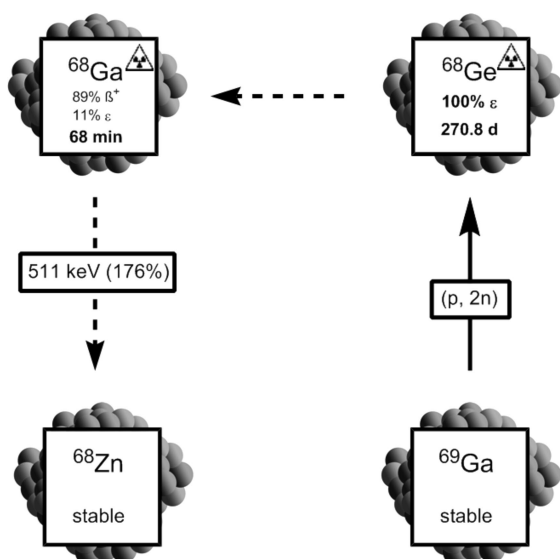 ⁶⁸Ga
89% ß⁺
11% ε
68 min
⁶⁸Ge
100% ε
270.8 d
511 keV (176%)
(p, 2n)
⁶⁸Zn
stable
⁶⁹Ga
stable